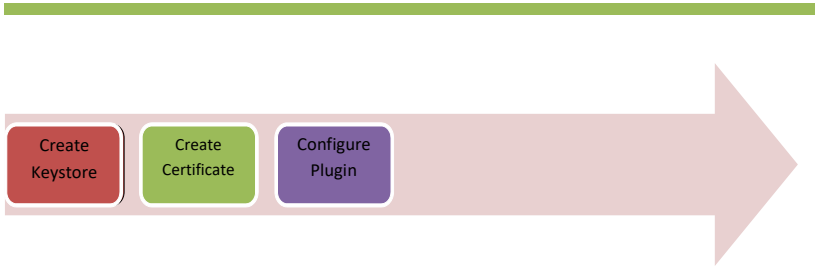 Create
Keystore
Create
Certificate
Configure
Plugin